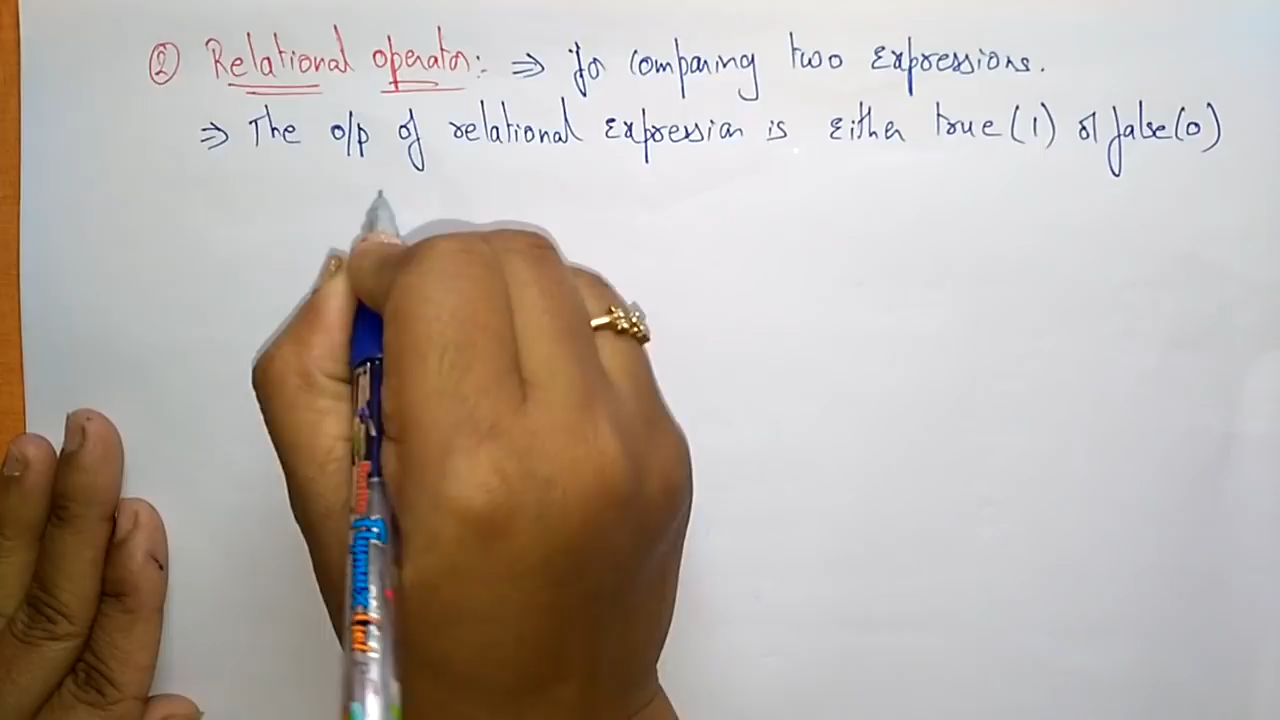 ② Relational operator:- ⇒ for comparing two expressions.
⇒ The o/p of relational expression is either true(1) or false(0)